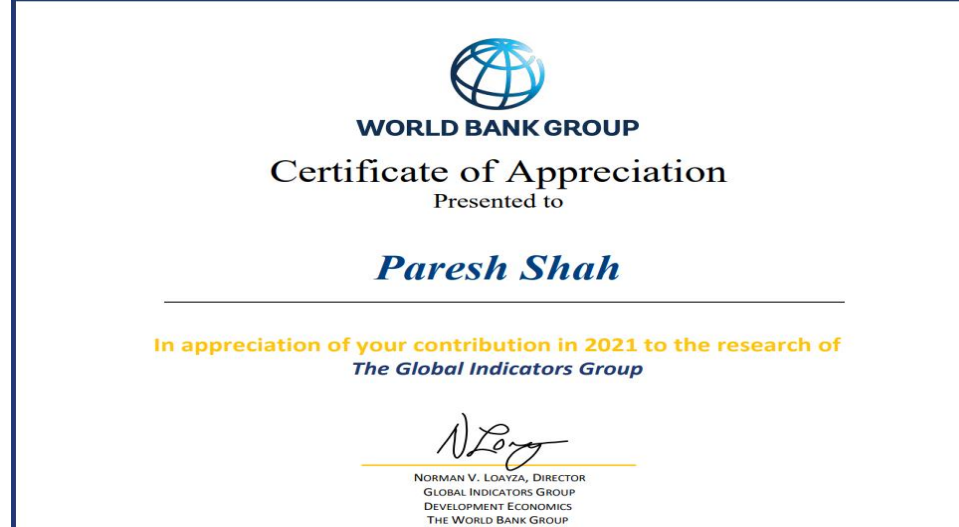 WORLD BANK GROUP
Certificate of Appreciation
Presented to
Paresh Shah
In appreciation of your contribution in 2021 to the research of
The Global Indicators Group
N Loay
NORMAN V. LOAYZA, DIRECTOR
GLOBAL INDICATORS GROUP
DEVELOPMENT ECONOMICS
THE WORLD BANK GROUP